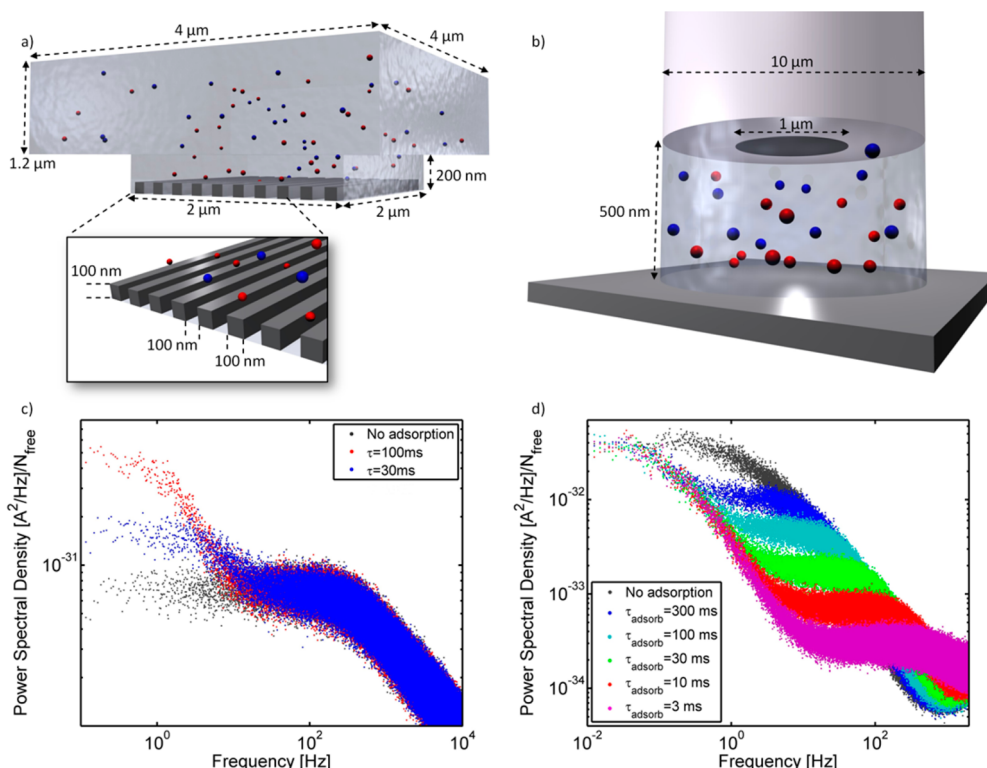 a)
4 µm
4 µm
1.2 µm
200 nm
2 µm
2 µm
100 nm
100 nm
100 nm
b)
10 µm
1 µm
500 nm
c)
Power Spectral Density [A²/Hz]/N_free
10⁻³¹
No adsorption
τ=100ms
τ=30ms
10⁰ 10² 10⁴
Frequency [Hz]
d)
Power Spectral Density [A²/Hz]/N_free
10⁻³²
10⁻³³
10⁻³⁴
No adsorption
τ_adsorb=300 ms
τ_adsorb=100 ms
τ_adsorb=30 ms
τ_adsorb=10 ms
τ_adsorb=3 ms
10⁻² 10⁰ 10²
Frequency [Hz]